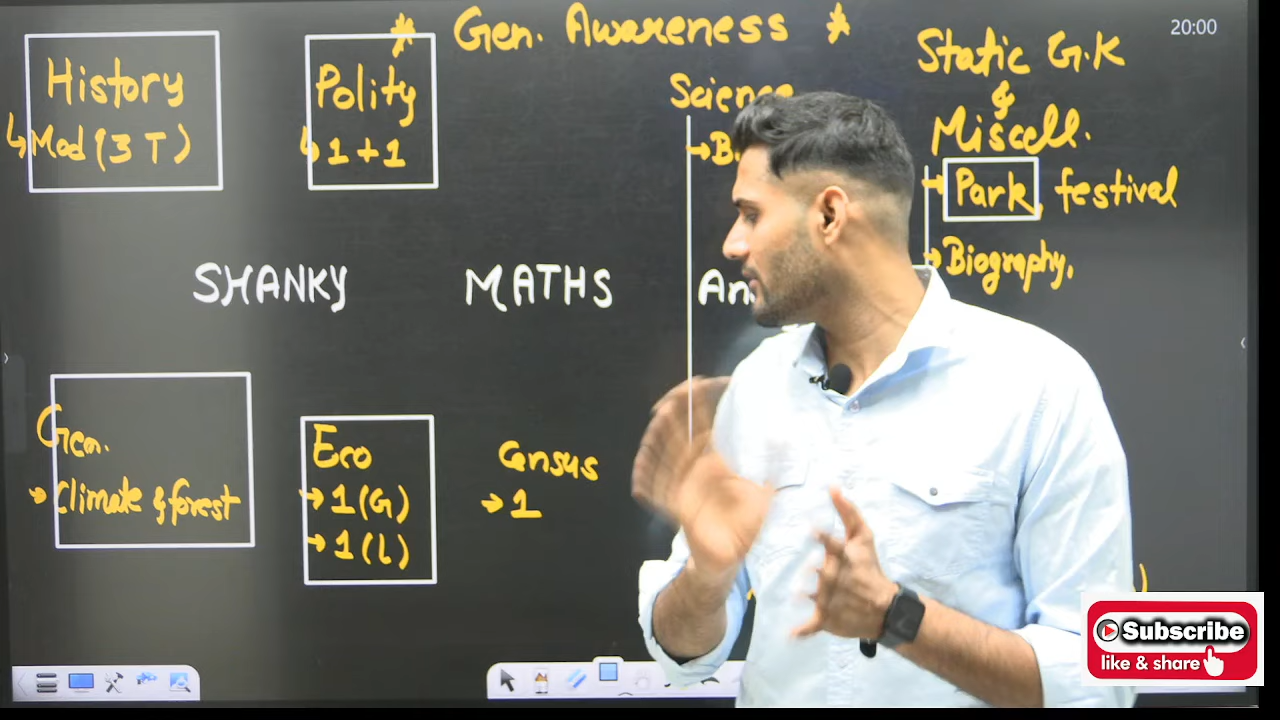 * Gen. Awareness *
20:00
History
↳ Mod (3 T)
Polity
↳ 1 + 1
Science
Static G.K
&
Miscell.
→ Park, festival
→ Biography,
SHANKY MATHS
Gen.
→ Climate & forest
Eco
→ 1 (G)
→ 1 (L)
Census
→ 1
Subscribe
like & share